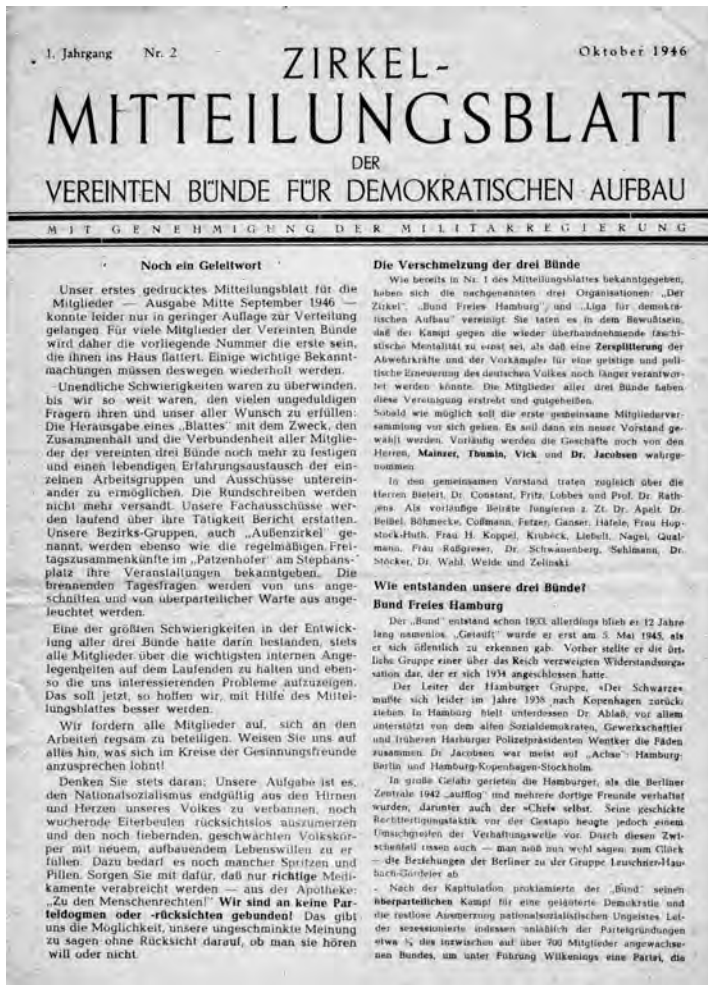 1. Jahrgang Nr. 2
Oktober 1946
ZIRKEL-
MITTEILUNGSBLATT
DER
VEREINTEN BÜNDE FÜR DEMOKRATISCHEN AUFBAU
MIT GENEHMIGUNG DER MILITARREGIERUNG
Noch ein Geleitwort
Unser erstes gedrucktes Mitteilungsblatt für die
Mitglieder — Ausgabe Mitte September 1946 —
konnte leider nur in geringer Auflage zur Verteilung
gelangen. Für viele Mitglieder der Vereinten Bünde
wird daher die vorliegende Nummer die erste sein,
die ihnen ins Haus flattert. Einige wichtige Bekannt-
machungen müssen deswegen wiederholt werden.
Unendliche Schwierigkeiten waren zu überwinden,
bis wir so weit waren, den vielen ungeduldigen
Fragern ihren und unser aller Wunsch zu erfüllen:
Die Herausgabe eines „Blattes" mit dem Zweck, den
Zusammenhalt und die Verbundenheit aller Mitglie-
der der vereinten drei Bünde noch mehr zu festigen
und einen lebendigen Erfahrungsaustausch der ein-
zelnen Arbeitsgruppen und Ausschüsse unterein-
ander zu ermöglichen. Die Rundschreiben werden
nicht mehr versandt. Unsere Fachausschüsse wer-
den laufend über ihre Tätigkeit Bericht erstatten.
Unsere Bezirks-Gruppen, auch „Außenzirkel" ge-
nannt, werden ebenso wie die regelmäßigen Frei-
tagszusammenkünfte im „Patzenhofer" am Stephans-
platz ihre Veranstaltungen bekanntgeben. Die
brennenden Tagesfragen werden von uns ange-
schnitten und von überparteilicher Warte aus ange-
leuchtet werden.
Eine der größten Schwierigkeiten in der Entwick-
lung aller drei Bünde hatte darin bestanden, stets
alle Mitglieder über die wichtigsten internen Ange-
legenheiten auf dem Laufenden zu halten und eben-
so die uns interessierenden Probleme aufzuzeigen.
Das soll jetzt, so hoffen wir, mit Hilfe des Mittei-
lungsblattes besser werden.
Wir fordern alle Mitglieder auf, sich an den
Arbeiten regsam zu beteiligen. Weisen Sie uns auf
alles hin, was sich im Kreise der Gesinnungsfreunde
anzusprechen lohnt!
Denken Sie stets daran: Unsere Aufgabe ist es,
den Nationalsozialismus endgültig aus den Hirnen
und Herzen unseres Volkes zu verbannen, noch
wuchernde Eiterbeulen rücksichtslos auszumerzen
und den noch fiebernden, geschwächten Volkskör-
per mit neuem, aufbauendem Lebenswillen zu er-
füllen. Dazu bedarf es noch mancher Spritzen und
Pillen. Sorgen Sie mit dafür, daß nur richtige Medi-
kamente verabreicht werden — aus der Apotheke:
„Zu den Menschenrechten!" Wir sind an keine Par-
teidogmen oder -rücksichten gebunden! Das gibt
uns die Möglichkeit, unsere ungeschminkte Meinung
zu sagen ohne Rücksicht darauf, ob man sie hören
will oder nicht.
Die Verschmelzung der drei Bünde
Wie bereits in Nr. 1 des Mitteilungsblattes bekanntgegeben,
haben sich die nachgenannten drei Organisationen: „Der
Zirkel", „Bund Freies Hamburg", und „Liga für demokra-
tischen Aufbau" vereinigt. Sie taten es in dem Bewußtsein,
daß der Kampf gegen die wieder überhandnehmende faschi-
stische Mentalität zu ernst sei, als daß eine Zersplitterung der
Abwehrkräfte und der Vorkämpfer für eine geistige und poli-
tische Erneuerung des deutschen Volkes noch länger verantwor-
tet werden könnte. Die Mitglieder aller drei Bünde haben
diese Vereinigung erstrebt und gutgeheißen.
Sobald wie möglich soll die erste gemeinsame Mitgliederver-
sammlung vor sich gehen. Es soll dann ein neuer Vorstand ge-
wählt werden. Vorläufig werden die Geschäfte noch von den
Herren, Mainzer, Thumin, Vick und Dr. Jacobsen wahrge-
nommen.
In den gemeinsamen Vorstand traten zugleich über die
Herren Bielert, Dr. Constant, Fritz, Lobbes und Prof. Dr. Rath-
jens. Als vorläufige Beiräte fungieren z. Zt. Dr. Apelt, Dr.
Beißel, Böhmecke, Coßmann, Fetzer, Ganser, Häfele, Frau Hop-
stock-Huth, Frau H. Koppel, Krubeck, Liebelt, Nagel, Qual-
mann, Frau Raßgreser, Dr. Schwanenberg, Sehlmann, Dr.
Stocker, Dr. Wahl, Weide und Zelinski.
Wie entstanden unsere drei Bünde?
Bund Freies Hamburg
Der „Bund" entstand schon 1933, allerdings blieb er 12 Jahre
lang namenlos. „Getauft" wurde er erst am 5. Mai 1945, als
er sich öffentlich zu erkennen gab. Vorher stellte er die ört-
liche Gruppe einer über das Reich verzweigten Widerstandsorga-
sation dar, der er sich 1934 angeschlossen hatte.
Der Leiter der Hamburger Gruppe, »Der Schwarze«
mußte sich leider im Jahre 1938 nach Kopenhagen zurück-
ziehen. In Hamburg hielt unterdessen Dr. Ablaß, vor allem
unterstützt von dem alten Sozialdemokraten, Gewerkschaftler
und früheren Harburger Polizeipräsidenten Wentker die Fäden
zusammen. Dr. Jacobsen war meist auf „Achse": Hamburg-
Berlin und Hamburg-Kopenhagen-Stockholm.
In große Gefahr gerieten die Hamburger, als die Berliner
Zentrale 1942 „aufflog" und mehrere dortige Freunde verhaftet
wurden, darunter auch der »Chef« selbst. Seine geschickte
Rechtfertigungstaktik vor der Gestapo beugte jedoch einem
Umsichgreifen der Verhaftungswelle vor. Durch diesen Zwi-
schenfall rissen auch — man muß nun wohl sagen: zum Glück
— die Beziehungen der Berliner zu der Gruppe Leuschner-Hau-
bach-Gördeler ab.
Nach der Kapitulation proklamierte der „Bund" seinen
überparteilichen Kampf für eine geläuterte Demokratie und
die restlose Ausmerzung nationalsozialistischen Ungeistes. Lei-
der sezessionierte indessen anläßlich der Parteigründungen
etwa ¾ des inzwischen auf über 700 Mitglieder angewachse-
nen Bundes, um unter Führung Wilkenings eine Partei, die